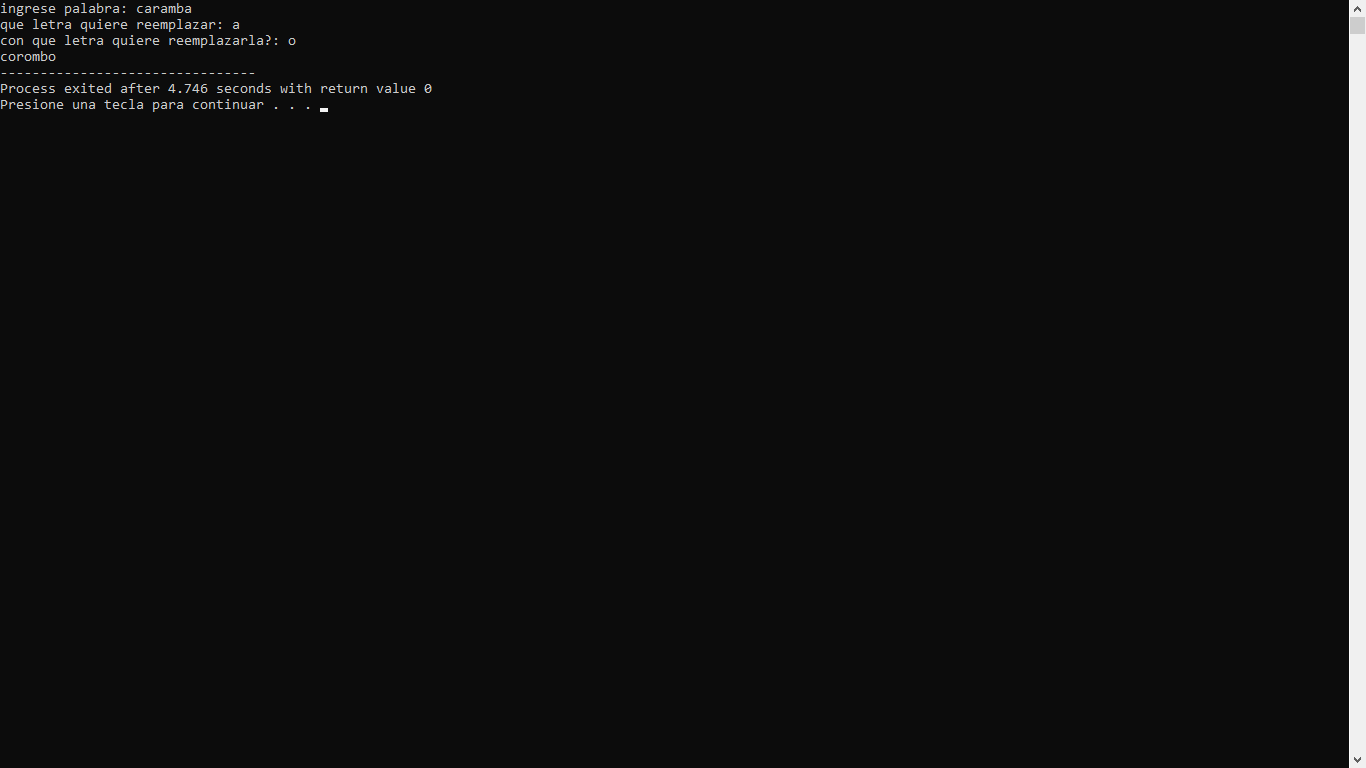 ingrese palabra: caramba
que letra quiere reemplazar: a
con que letra quiere reemplazarla?: o
corombo
--------------------------------
Process exited after 4.746 seconds with return value 0
Presione una tecla para continuar . . .